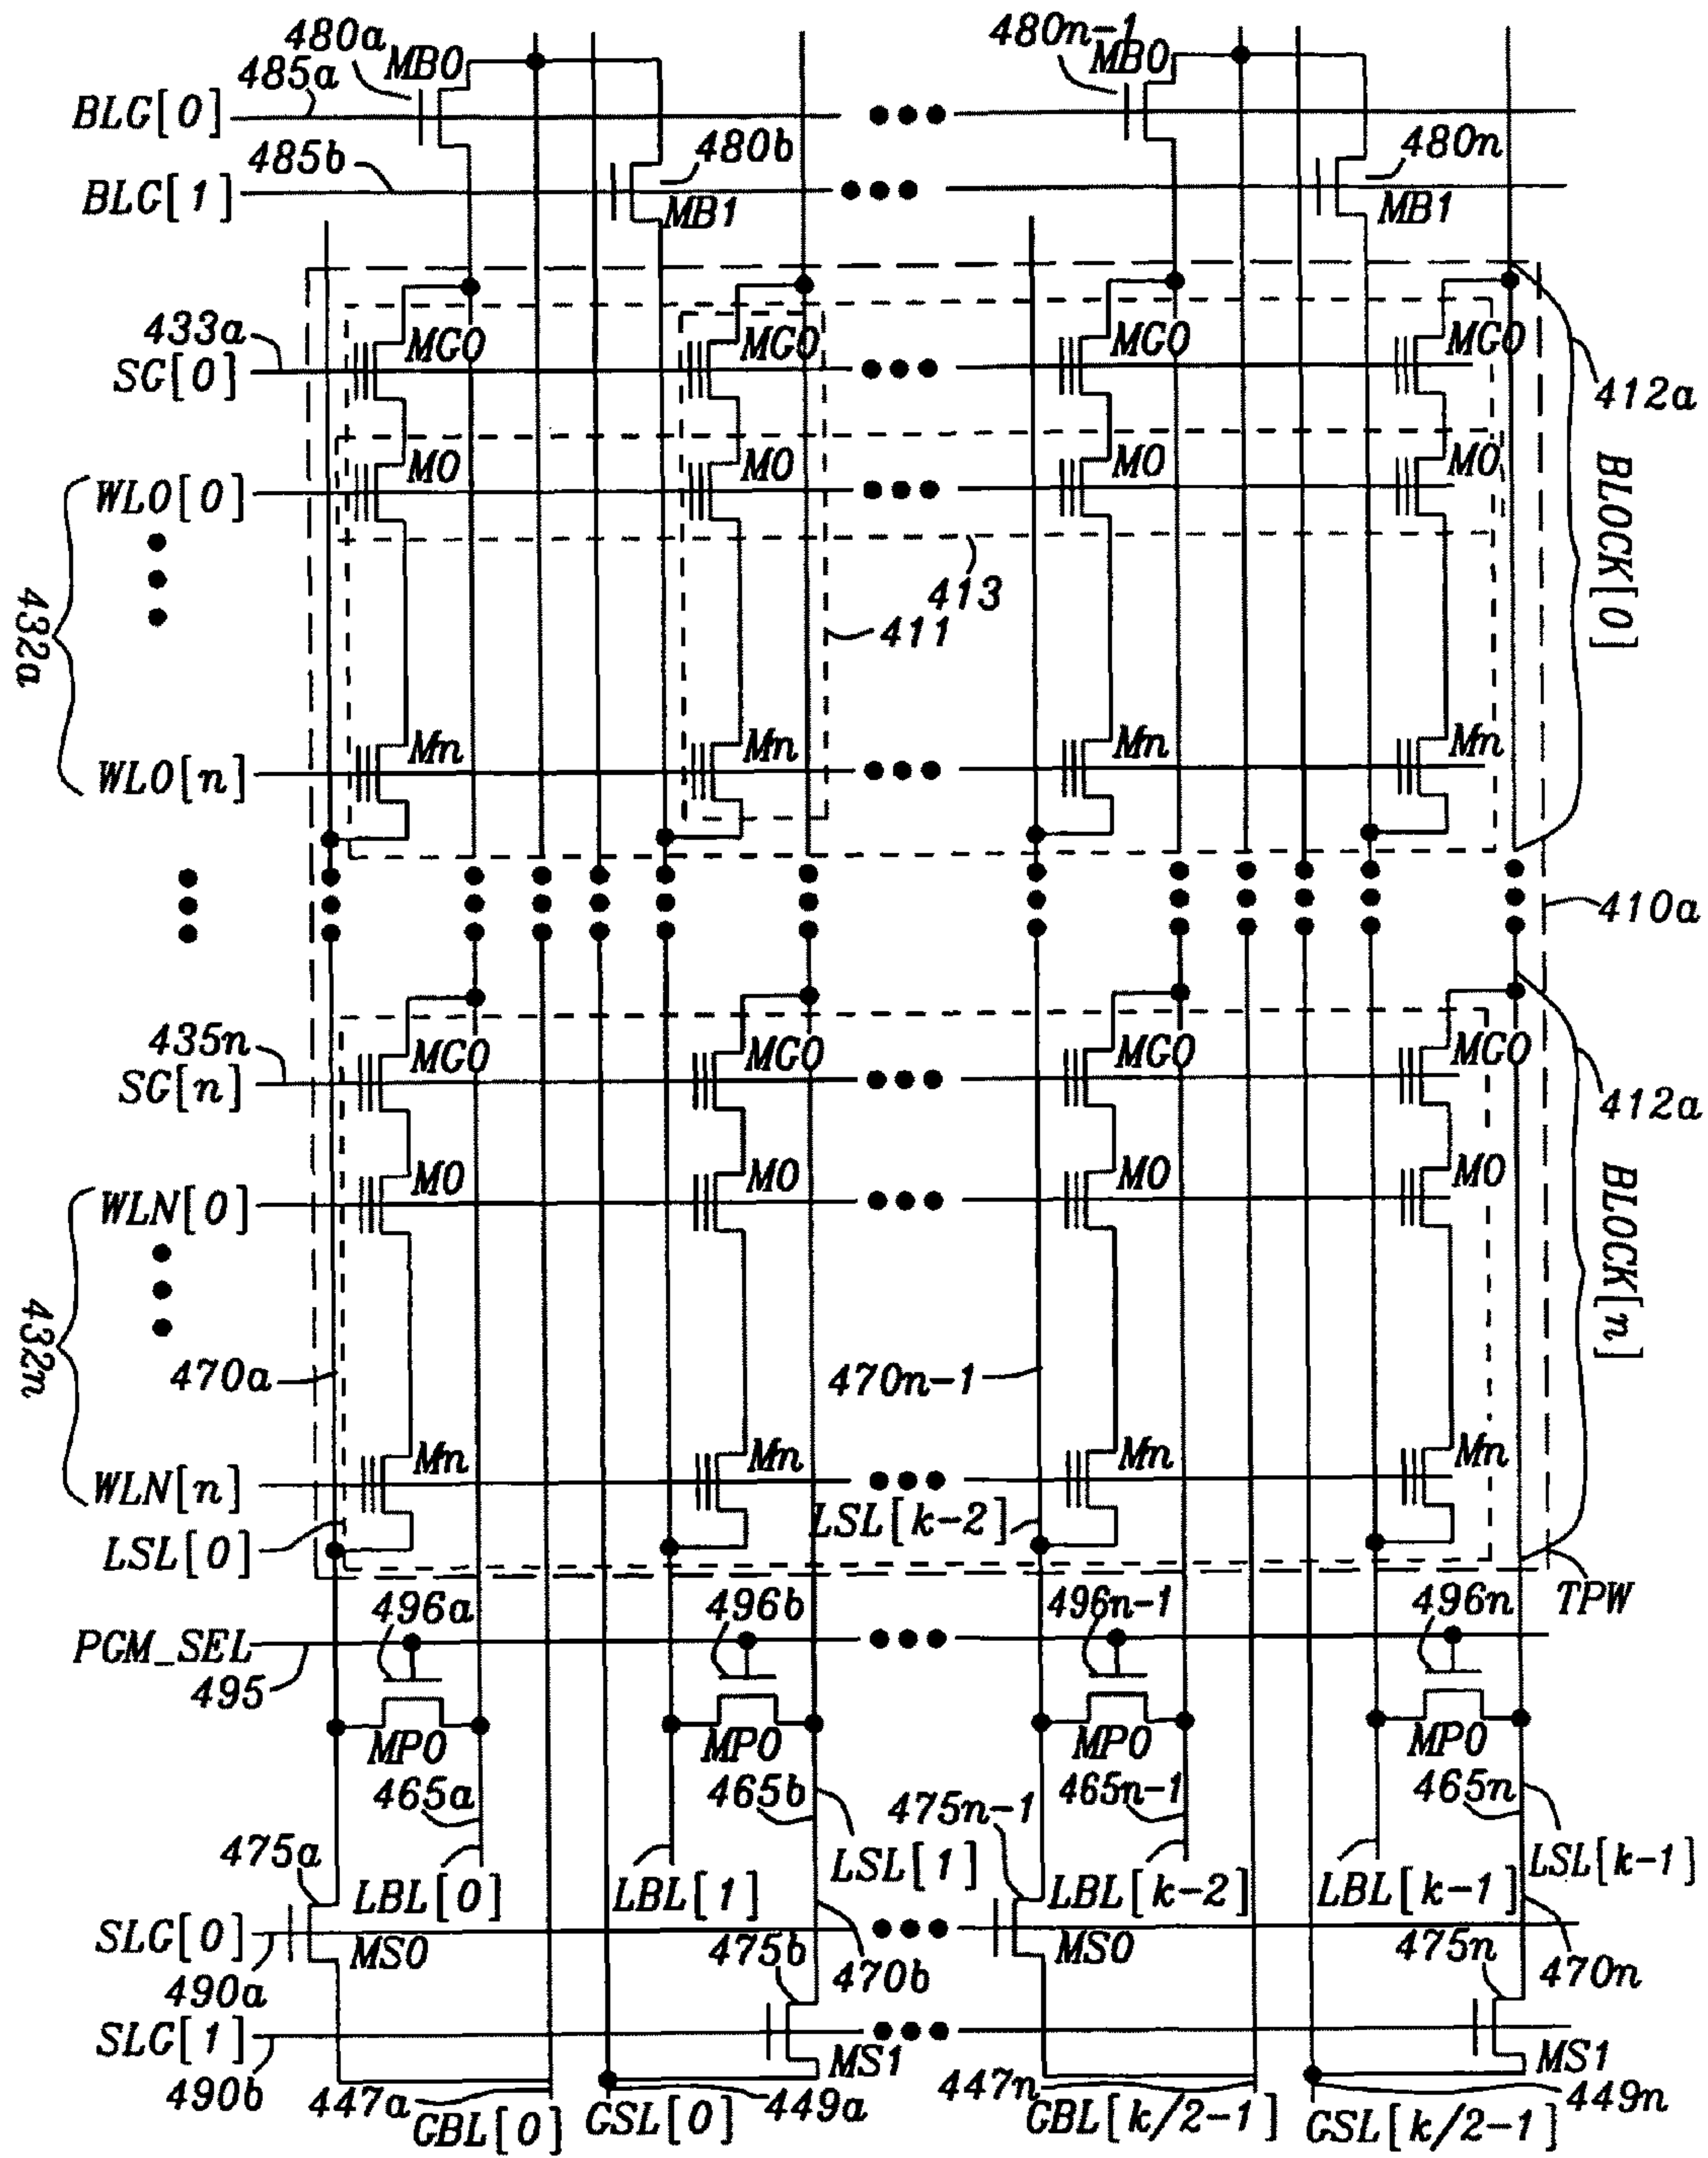 480a
MB0
480n-1
MB0
485a
BLG[0]
485b
480b
480n
BLG[1]
MB1
MB1
433a
MG0
MG0
MG0
MG0
SG[0]
412a
M0
M0
M0
M0
WL0[0]
BLOCK[0]
413
411
432a
Mn
Mn
Mn
Mn
WL0[n]
410a
435n
MG0
MG0
MG0
MG0
SG[n]
412a
M0
M0
M0
M0
WLN[0]
BLOCK[n]
432n
470a
470n-1
Mn
Mn
Mn
Mn
WLN[n]
LSL[k-2]
LSL[0]
TPW
496a
496b
496n-1
496n
PGM_SEL
495
MP0
MP0
MP0
MP0
465a
465b
475n-1
465n-1
465n
475a
LSL[1]
LSL[k-1]
LBL[0]
LBL[1]
LBL[k-2]
LBL[k-1]
SLG[0]
MS0
475b
MS0
475n
490a
470b
470n
SLG[1]
MS1
MS1
490b
447a
449a
447n
449n
GBL[0]
GSL[0]
GBL[k/2-1]
GSL[k/2-1]